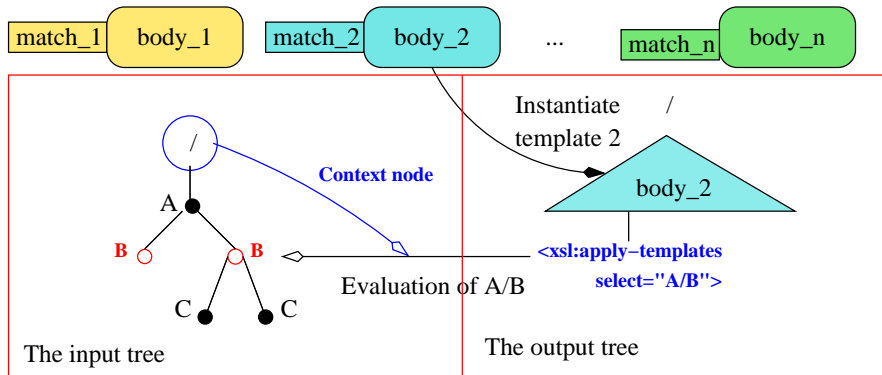 match_1 body_1 match_2 body_2 ... match_n body_n
Instantiate
template 2
/
/
Context node
A
body_2
B
B
<xsl:apply−templates
select="A/B">
Evaluation of A/B
C
C
The input tree
The output tree